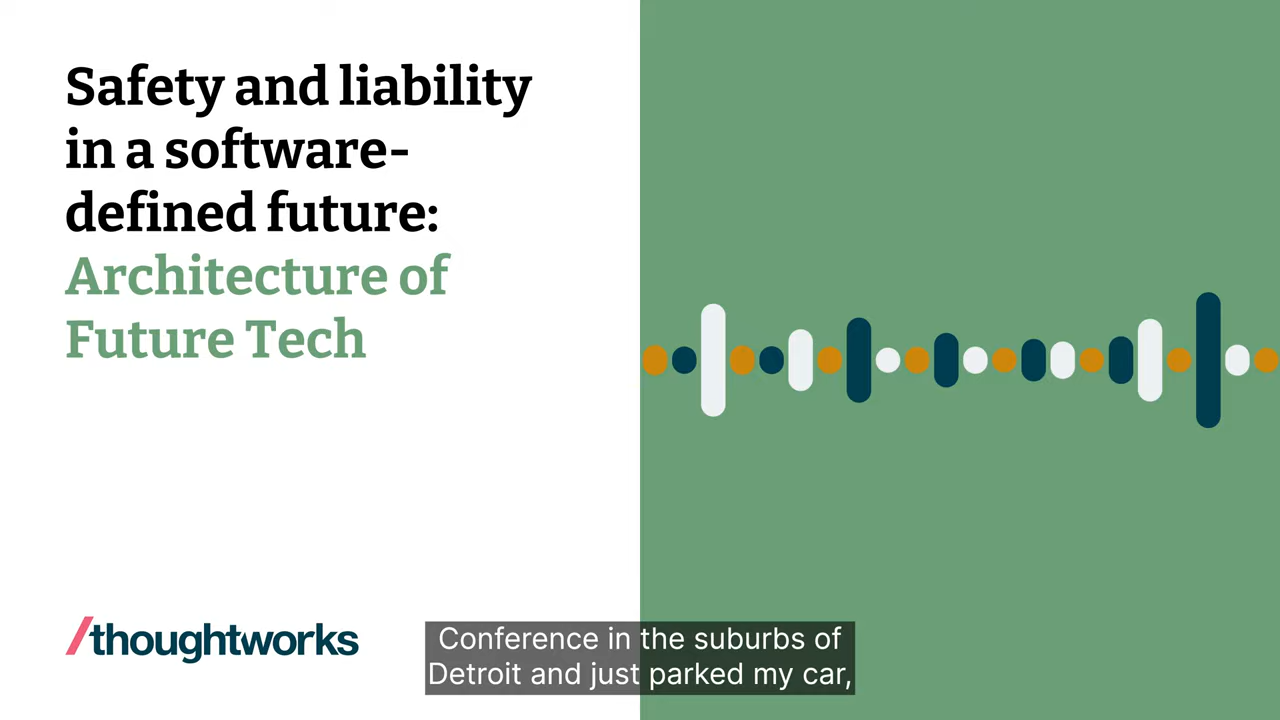 Safety and liability
in a software-
defined future:
Architecture of
Future Tech
/thoughtworks
Conference in the suburbs of
Detroit and just parked my car,